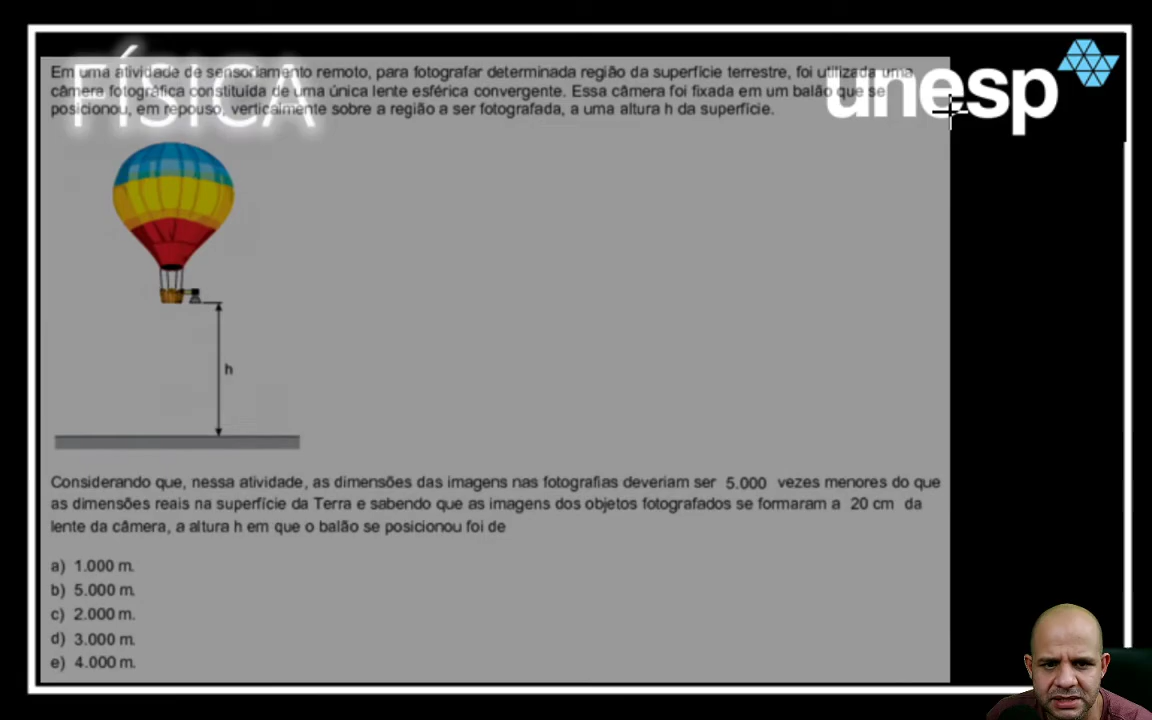 FÍSICA
unesp
Em uma atividade de sensoriamento remoto, para fotografar determinada região da superfície terrestre, foi utilizada uma
câmera fotográfica constituída de uma única lente esférica convergente. Essa câmera foi fixada em um balão que se
posicionou, em repouso, verticalmente sobre a região a ser fotografada, a uma altura h da superfície.
h
Considerando que, nessa atividade, as dimensões das imagens nas fotografias deveriam ser 5.000 vezes menores do que
as dimensões reais na superfície da Terra e sabendo que as imagens dos objetos fotografados se formaram a 20 cm da
lente da câmera, a altura h em que o balão se posicionou foi de
a) 1.000 m.
b) 5.000 m.
c) 2.000 m.
d) 3.000 m.
e) 4.000 m.